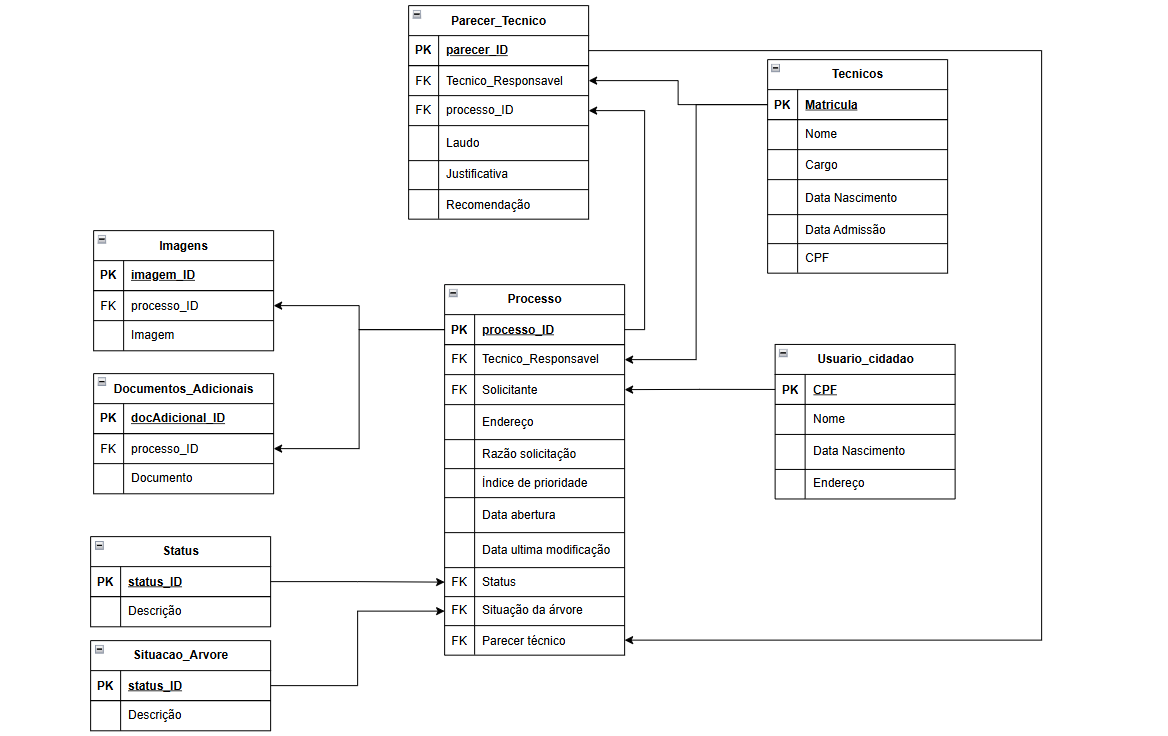 Parecer_Tecnico
PK parecer_ID
FK Tecnico_Responsavel
FK processo_ID
Laudo
Justificativa
Recomendação
Tecnicos
PK Matricula
Nome
Cargo
Data Nascimento
Data Admissão
CPF
Imagens
PK imagem_ID
FK processo_ID
Imagem
Documentos_Adicionais
PK docAdicional_ID
FK processo_ID
Documento
Processo
PK processo_ID
FK Tecnico_Responsavel
FK Solicitante
Endereço
Razão solicitação
Índice de prioridade
Data abertura
Data ultima modificação
FK Status
FK Situação da árvore
FK Parecer técnico
Usuario_cidadao
PK CPF
Nome
Data Nascimento
Endereço
Status
PK status_ID
Descrição
Situacao_Arvore
PK status_ID
Descrição